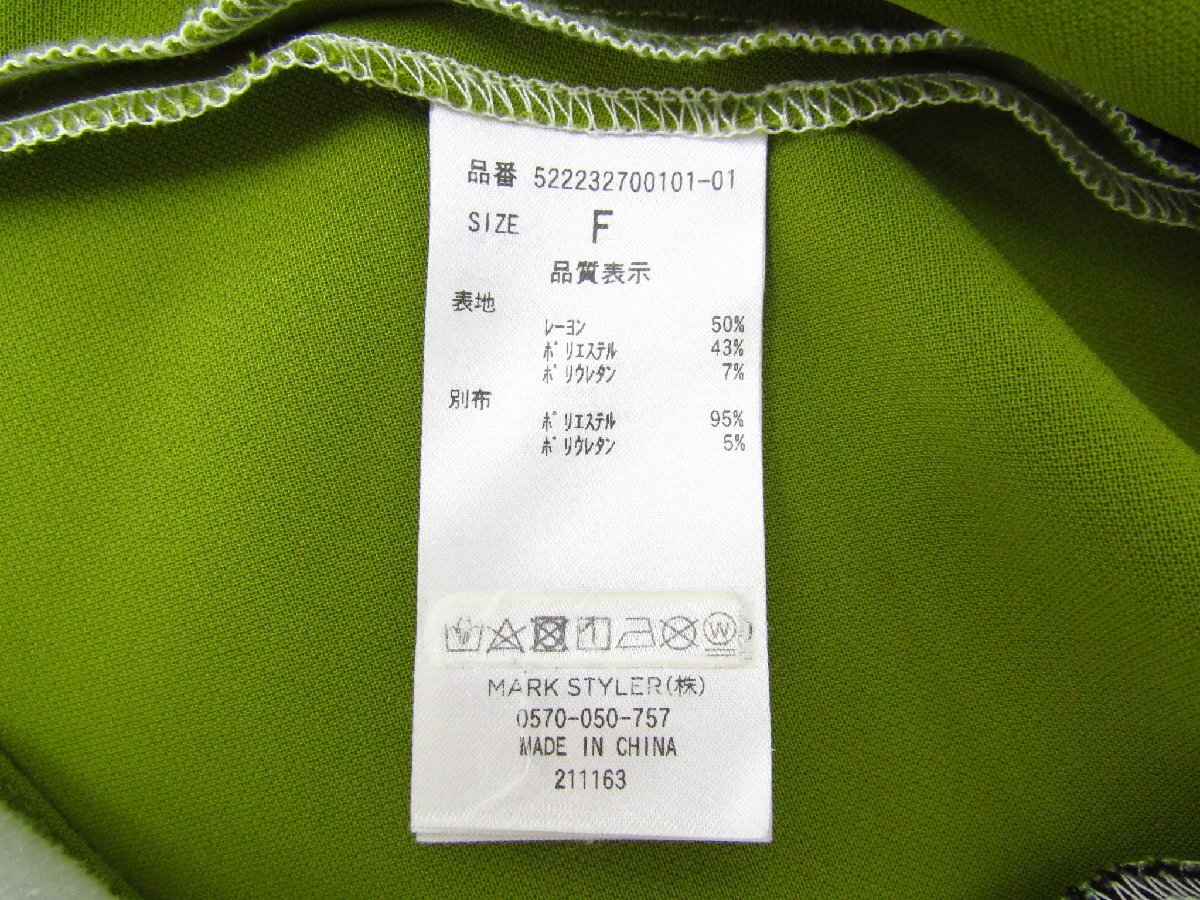 品番 522232700101-01
SIZE F
品質表示
表地
レーヨン 50%
ポリエステル 43%
ポリウレタン 7%
別布
ポリエステル 95%
ポリウレタン 5%
W
MARK STYLER(株)
0570-050-757
MADE IN CHINA
211163